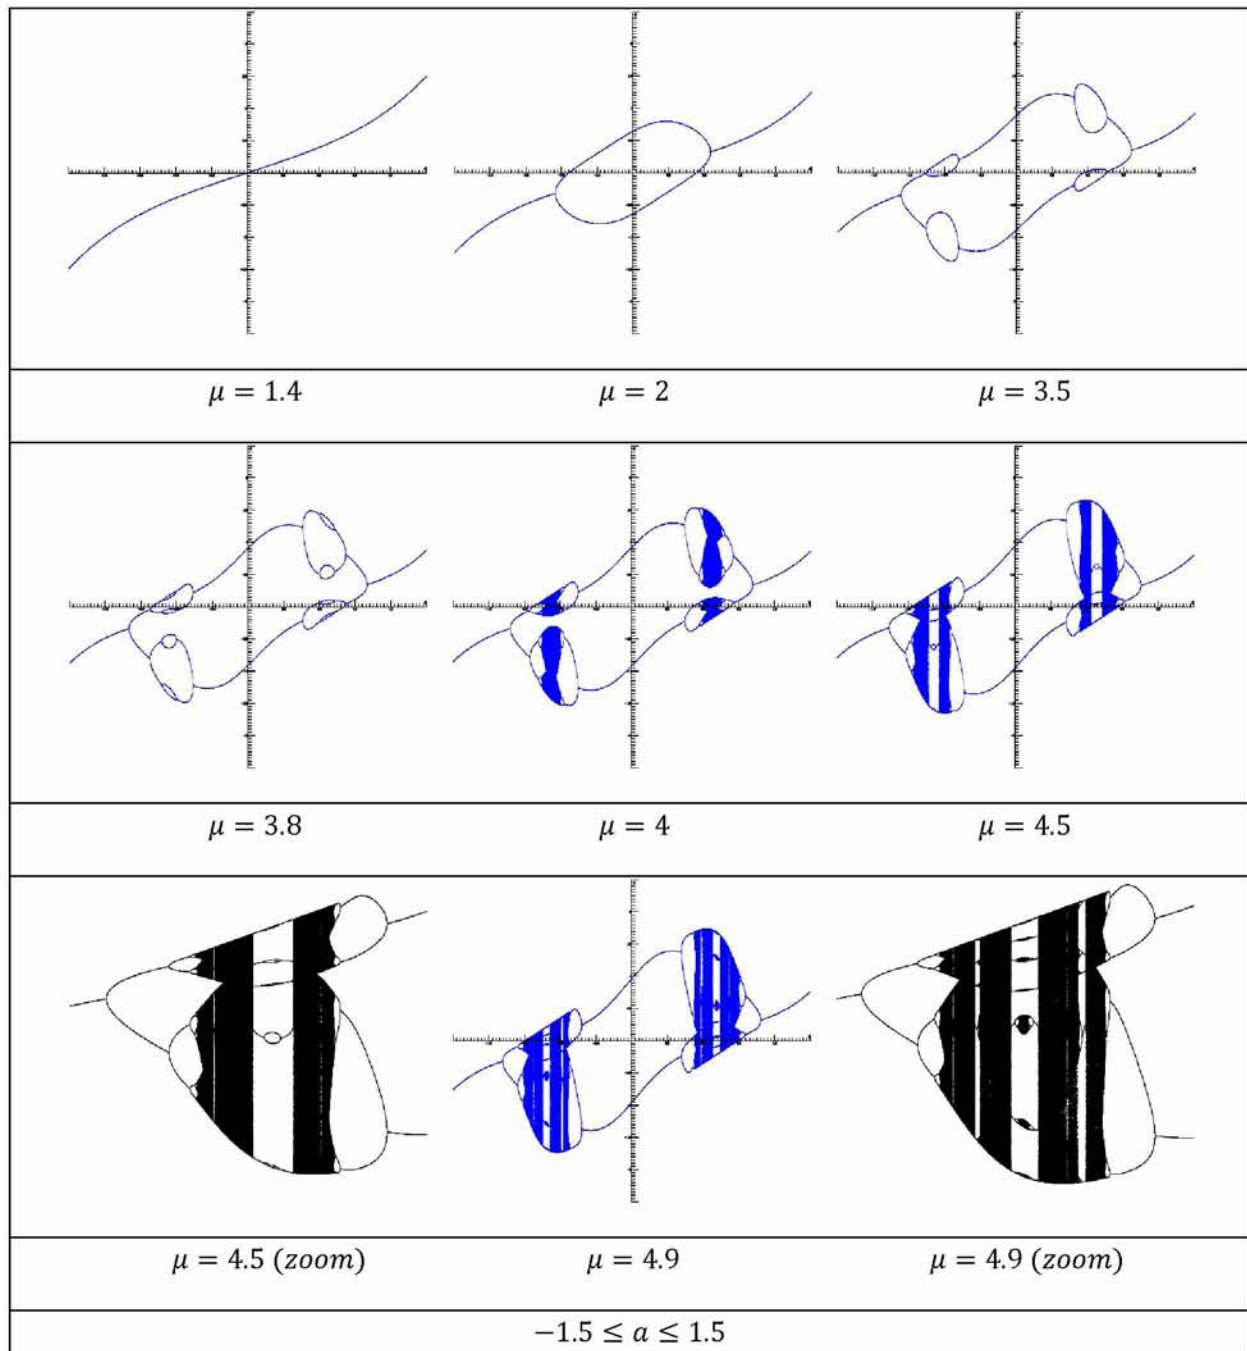 μ = 1.4
μ = 2
μ = 3.5
μ = 3.8
μ = 4
μ = 4.5
μ = 4.5 (zoom)
μ = 4.9
μ = 4.9 (zoom)
−1.5 ≤ a ≤ 1.5